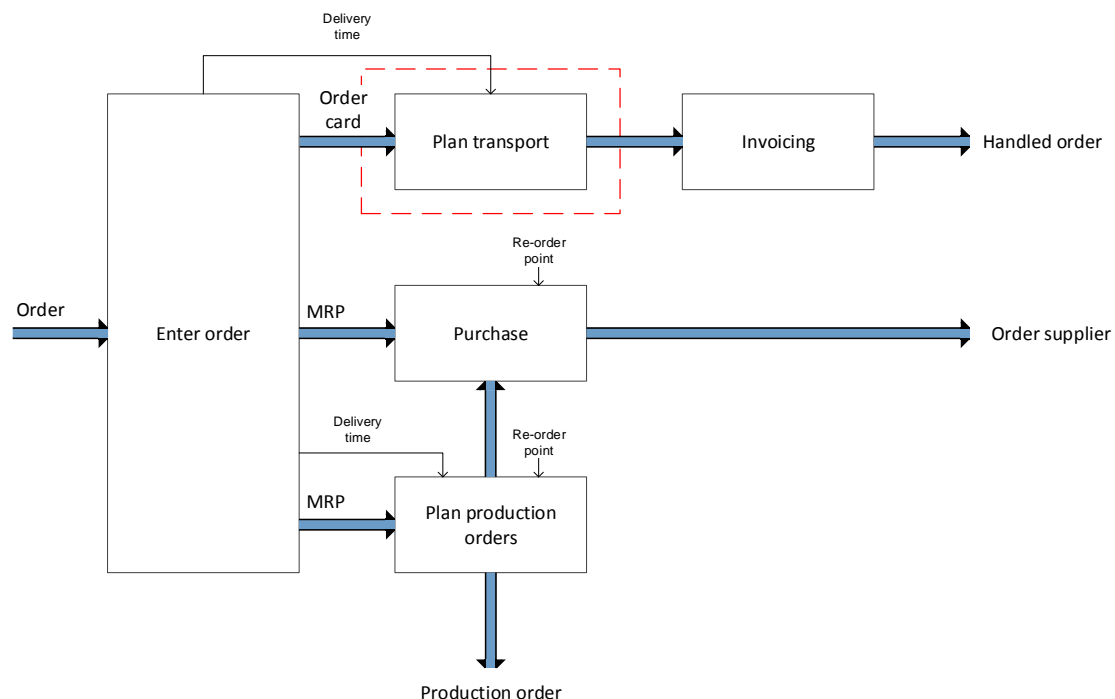 Delivery
time
Order
card
Plan transport
Invoicing
Handled order
Re-order
point
Order
MRP
Enter order
Purchase
Order supplier
Delivery
time
Re-order
point
MRP
Plan production
orders
Production order